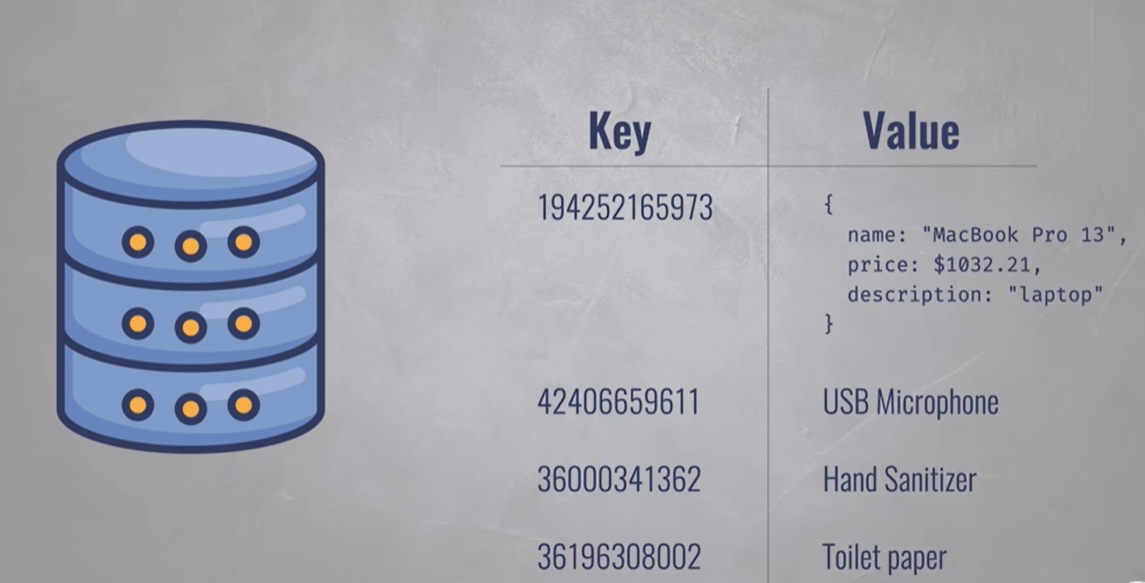 Key Value
194252165973 {
name: "MacBook Pro 13",
price: $1032.21,
description: "laptop"
}
42406659611 USB Microphone
36000341362 Hand Sanitizer
36196308002 Toilet paper